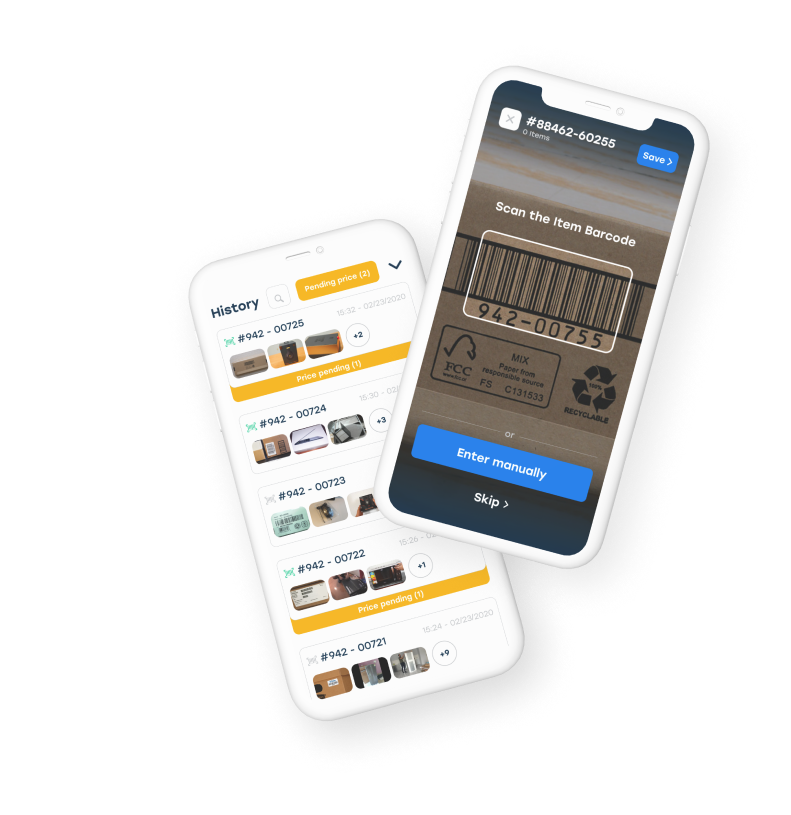 History
Pending price (2)
#942 - 00725
15:32 - 02/23/2020
+2
Price pending (1)
#942 - 00724
15:30 - 02/
+3
#942 - 00723
#942 - 00722
15:26 - 02
+1
Price pending (1)
#942 - 00721
15:24 - 02/23/2020
+9
#88462-60255
0 Items
Save
Scan the Item Barcode
942-00755
FCC
MIX
Paper from
responsible source
FS C131533
100%
RECYCLABLE
or
Enter manually
Skip